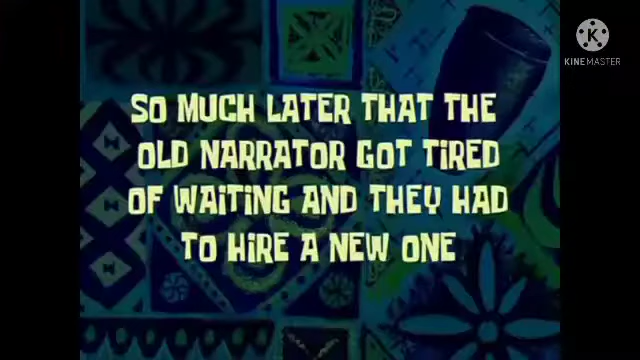 K
KINEMASTER
SO MUCH LATER THAT THE
OLD NARRATOR GOT TiRED
OF WAiTiNG AND THEY HAD
TO HiRE A NEW ONE